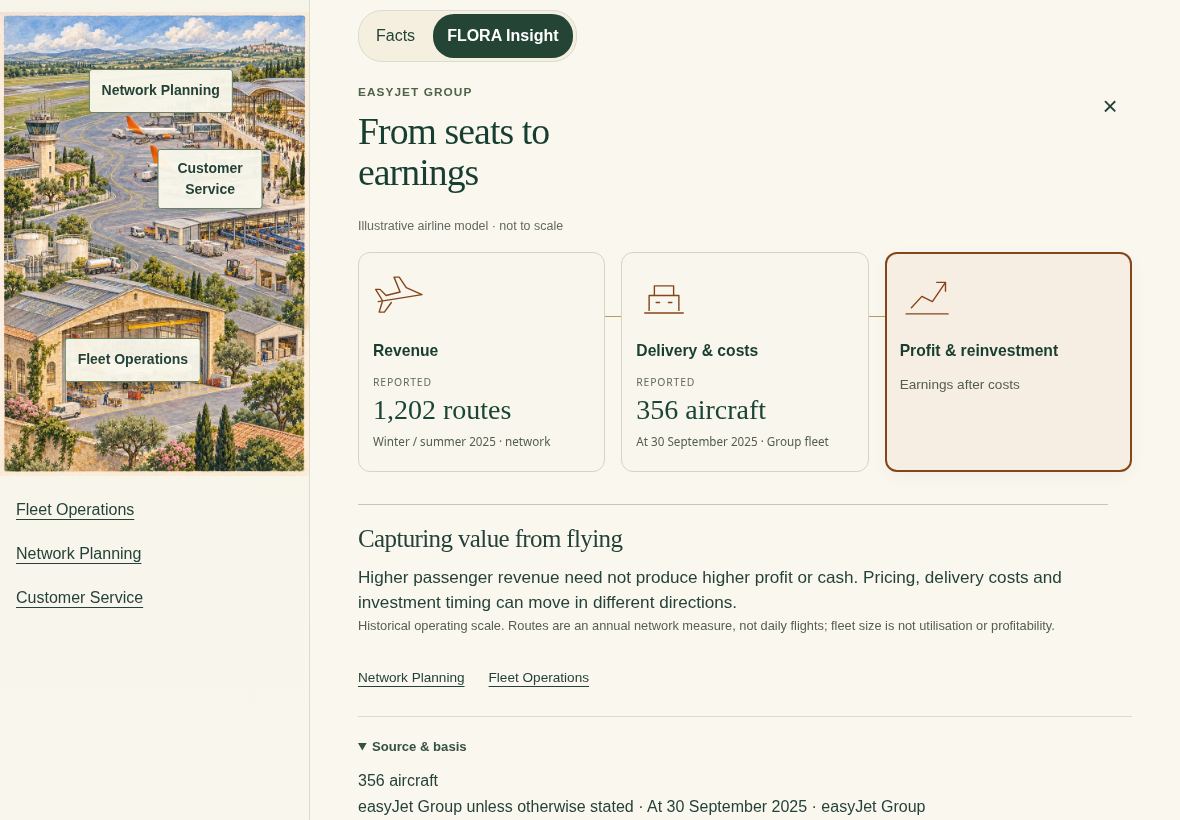 Network Planning
Customer
Service
Fleet Operations
Fleet Operations
Network Planning
Customer Service
Facts
FLORA Insight
EASYJET GROUP
×
From seats to
earnings
Illustrative airline model · not to scale
Revenue
REPORTED
1,202 routes
Winter / summer 2025 · network
Delivery & costs
REPORTED
356 aircraft
At 30 September 2025 · Group fleet
Profit & reinvestment
Earnings after costs
Capturing value from flying
Higher passenger revenue need not produce higher profit or cash. Pricing, delivery costs and
investment timing can move in different directions.
Historical operating scale. Routes are an annual network measure, not daily flights; fleet size is not utilisation or profitability.
Network Planning
Fleet Operations
▼ Source & basis
356 aircraft
easyJet Group unless otherwise stated · At 30 September 2025 · easyJet Group